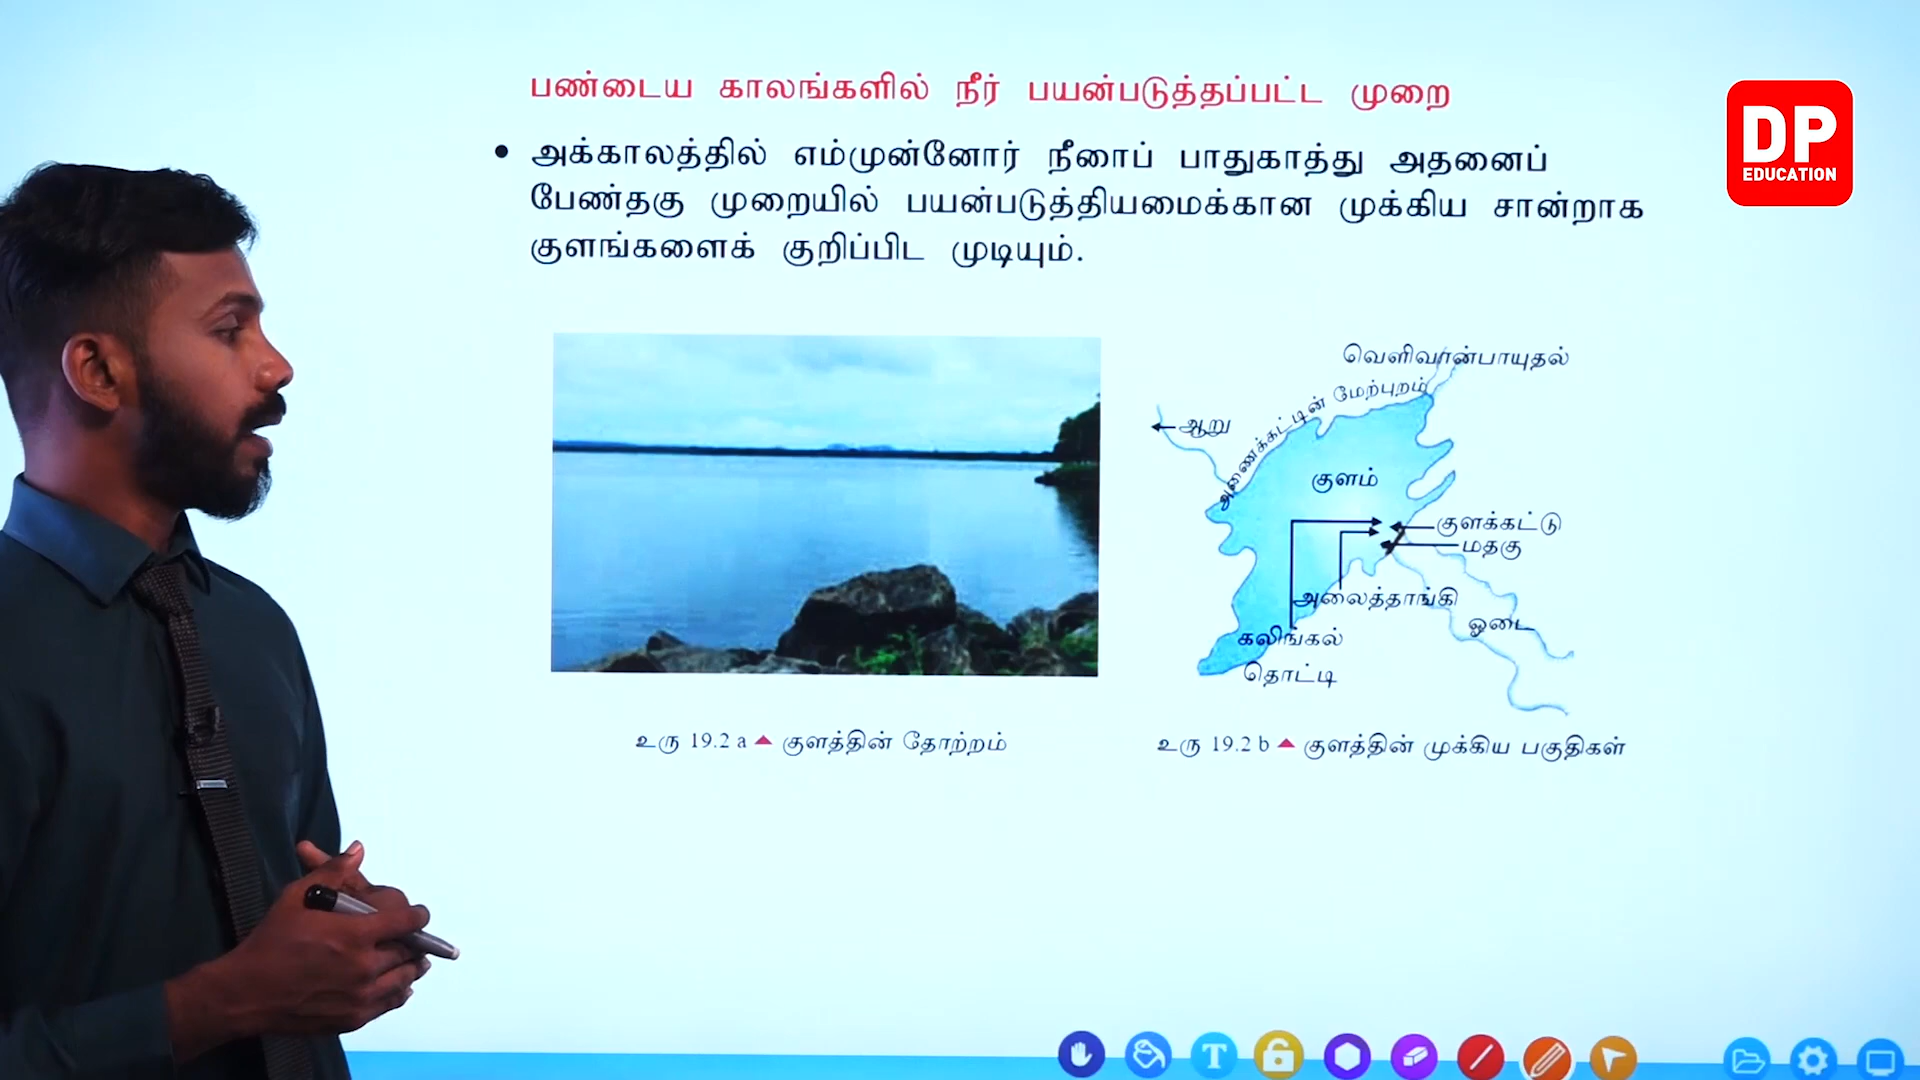 பண்டைய காலங்களில் நீர் பயன்படுத்தப்பட்ட முறை
• அக்காலத்தில் எம்முன்னோர் நீரைப் பாதுகாத்து அதனைப்
பேண்தகு முறையில் பயன்படுத்தியமைக்கான முக்கிய சான்றாக
குளங்களைக் குறிப்பிட முடியும்.
DP
EDUCATION
வெளிவான்பாயுதல்
அணைக்கட்டின் மேற்புறம்
ஆறு
குளம்
குளக்கட்டு
மதகு
அலைத்தாங்கி
ஓடை
கலிங்கல்
தொட்டி
உரு 19.2 a ▲ குளத்தின் தோற்றம்
உரு 19.2 b ▲ குளத்தின் முக்கிய பகுதிகள்
T